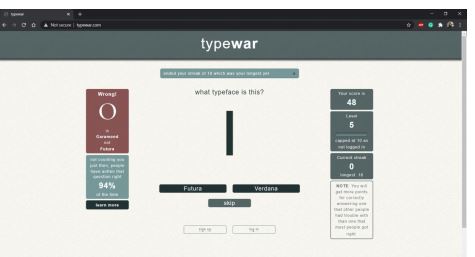 typewar
Not secure | typewar.com
typewar
ended your streak of 10 which was your longest yet
x
Wrong!
O
is
Garamond
not
Futura
not counting you
just then, people
have gotten that
question right
94%
of the time
learn more
what typeface is this?
Futura
Verdana
skip
sign up
log in
Your score is
48
Level
5
capped at 10 as
not logged in
Current streak
0
longest: 10
NOTE: You will
get more points
for correctly
answering one
that other people
had trouble with
than one that
most people got
right